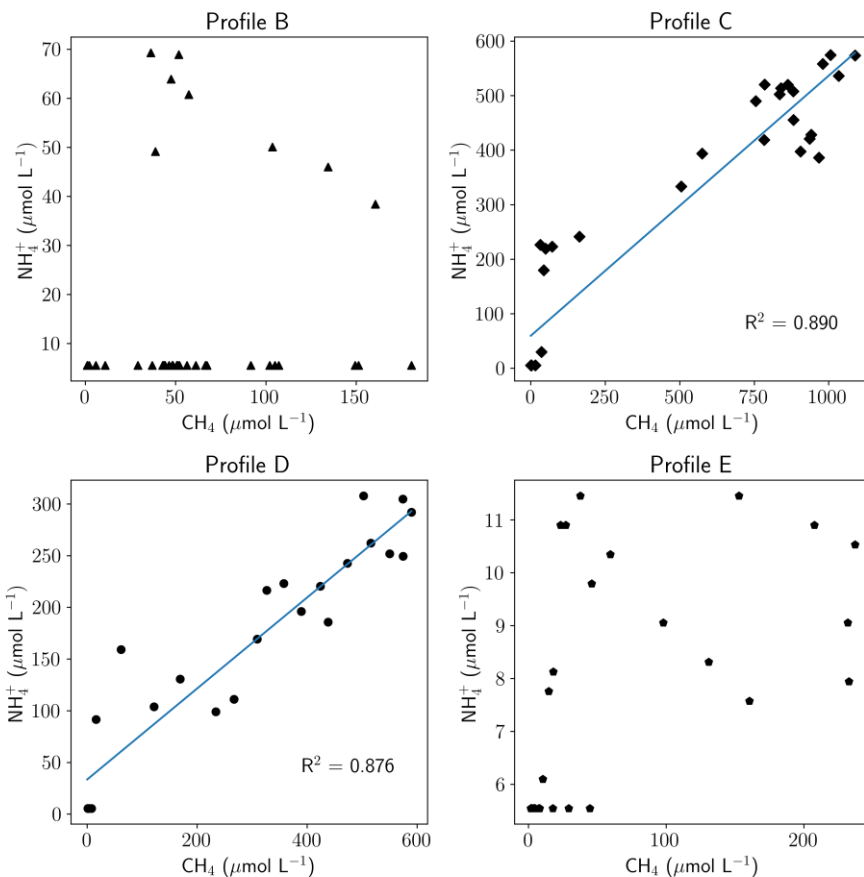 Profile B
NH₄⁺ (μmol L⁻¹)
70
60
50
40
30
20
10
0 50 100 150
CH₄ (μmol L⁻¹)
Profile C
NH₄⁺ (μmol L⁻¹)
600
500
400
300
200
100
0
R² = 0.890
0 250 500 750 1000
CH₄ (μmol L⁻¹)
Profile D
NH₄⁺ (μmol L⁻¹)
300
250
200
150
100
50
0
R² = 0.876
0 200 400 600
CH₄ (μmol L⁻¹)
Profile E
NH₄⁺ (μmol L⁻¹)
11
10
9
8
7
6
0 100 200
CH₄ (μmol L⁻¹)